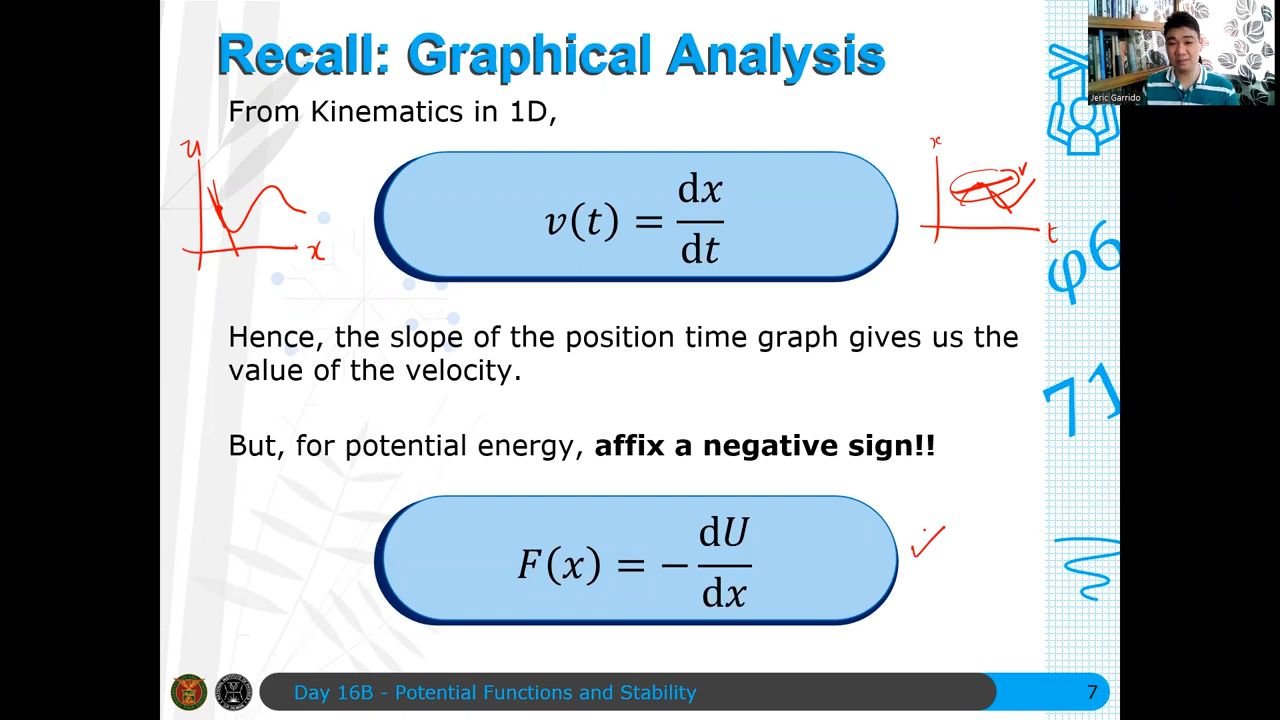 Recall: Graphical Analysis
Jeric Garrido
From Kinematics in 1D,
U
x
v(t) = dx/dt
x
v
t
φ6
Hence, the slope of the position time graph gives us the
value of the velocity.
71
But, for potential energy, affix a negative sign!!
F(x) = − dU/dx
Day 16B - Potential Functions and Stability
7